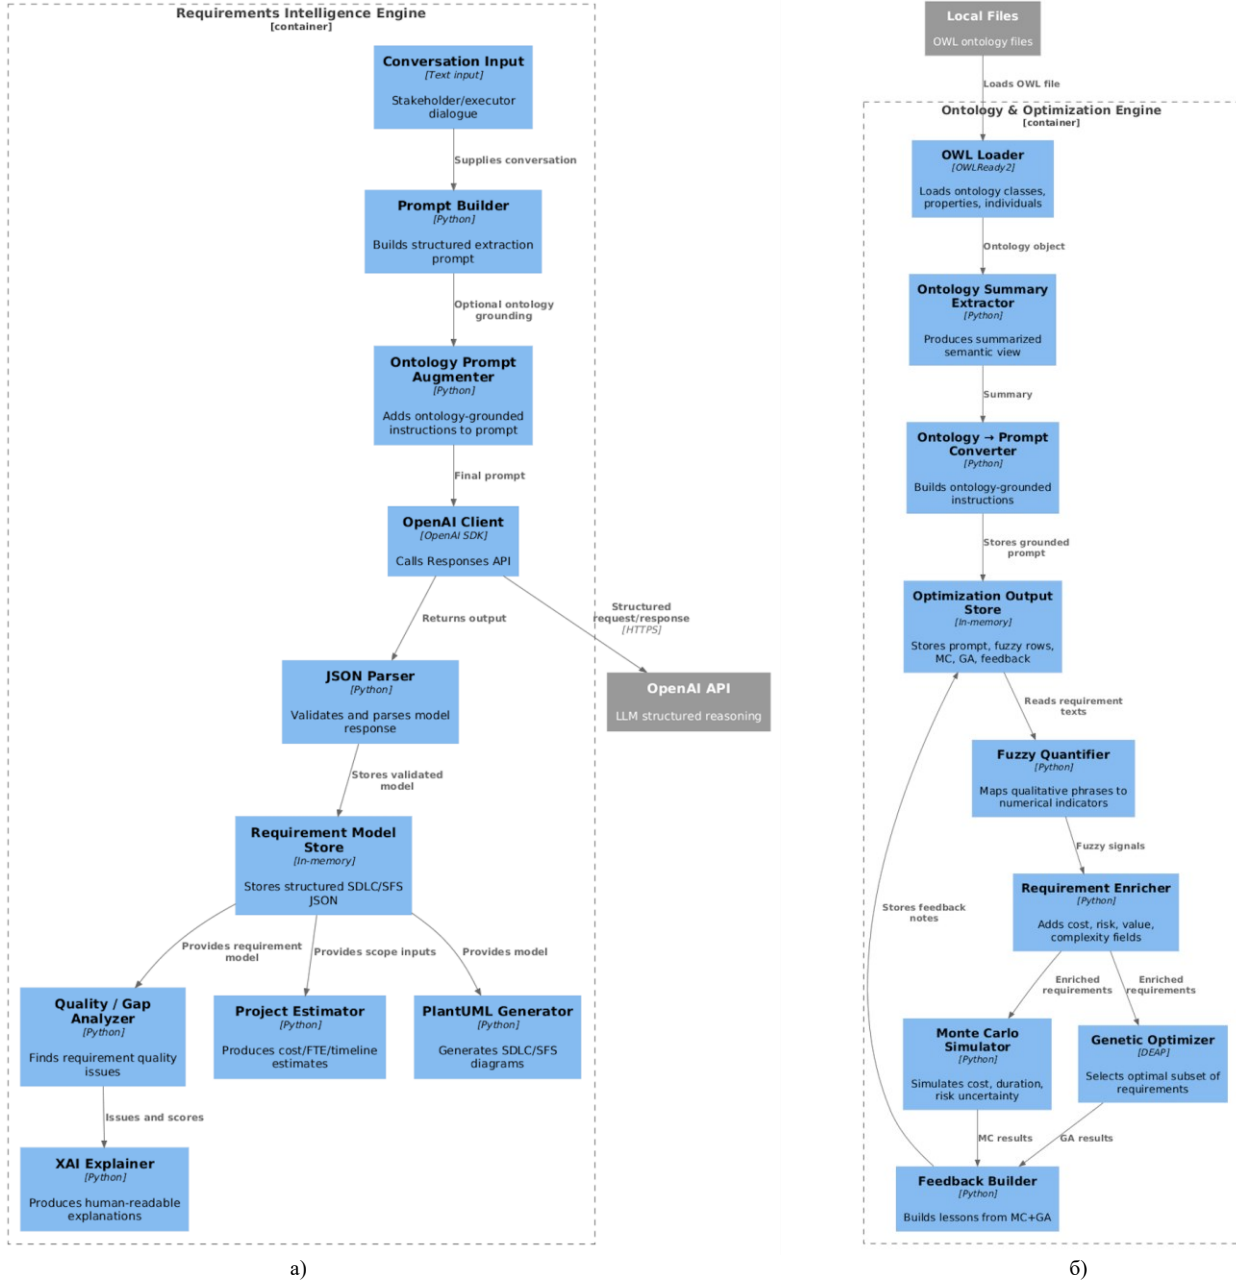 Requirements Intelligence Engine
[container]
Conversation Input
[Text input]
Stakeholder/executor
dialogue
Supplies conversation
Prompt Builder
[Python]
Builds structured extraction
prompt
Optional ontology
grounding
Ontology Prompt
Augmenter
[Python]
Adds ontology-grounded
instructions to prompt
Final prompt
OpenAI Client
[OpenAI SDK]
Calls Responses API
Returns output
Structured
request/response
[HTTPS]
OpenAI API
LLM structured reasoning
JSON Parser
[Python]
Validates and parses model
response
Stores validated
model
Requirement Model
Store
[In-memory]
Stores structured SDLC/SFS
JSON
Provides requirement
model
Provides scope inputs
Provides model
Quality / Gap
Analyzer
[Python]
Finds requirement quality
issues
Project Estimator
[Python]
Produces cost/FTE/timeline
estimates
PlantUML Generator
[Python]
Generates SDLC/SFS
diagrams
Issues and scores
XAI Explainer
[Python]
Produces human-readable
explanations
a)
Local Files
OWL ontology files
Loads OWL file
Ontology & Optimization Engine
[container]
OWL Loader
[OWLReady2]
Loads ontology classes,
properties, individuals
Ontology object
Ontology Summary
Extractor
[Python]
Produces summarized
semantic view
Summary
Ontology → Prompt
Converter
[Python]
Builds ontology-grounded
instructions
Stores grounded
prompt
Optimization Output
Store
[In-memory]
Stores prompt, fuzzy rows,
MC, GA, feedback
Reads requirement
texts
Fuzzy Quantifier
[Python]
Maps qualitative phrases to
numerical indicators
Fuzzy signals
Requirement Enricher
[Python]
Adds cost, risk, value,
complexity fields
Stores feedback
notes
Enriched
requirements
Enriched
requirements
Monte Carlo
Simulator
[Python]
Simulates cost, duration,
risk uncertainty
Genetic Optimizer
[DEAP]
Selects optimal subset of
requirements
MC results
GA results
Feedback Builder
[Python]
Builds lessons from MC+GA
б)